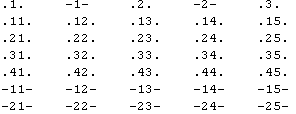 .1. -1- .2. -2- .3.
.11. .12. .13. .14. .15.
.21. .22. .23. .24. .25.
.31. .32. .33. .34. .35.
.41. .42. .43. .44. .45.
-11- -12- -13- -14- -15-
-21- -22- -23- -24- -25-